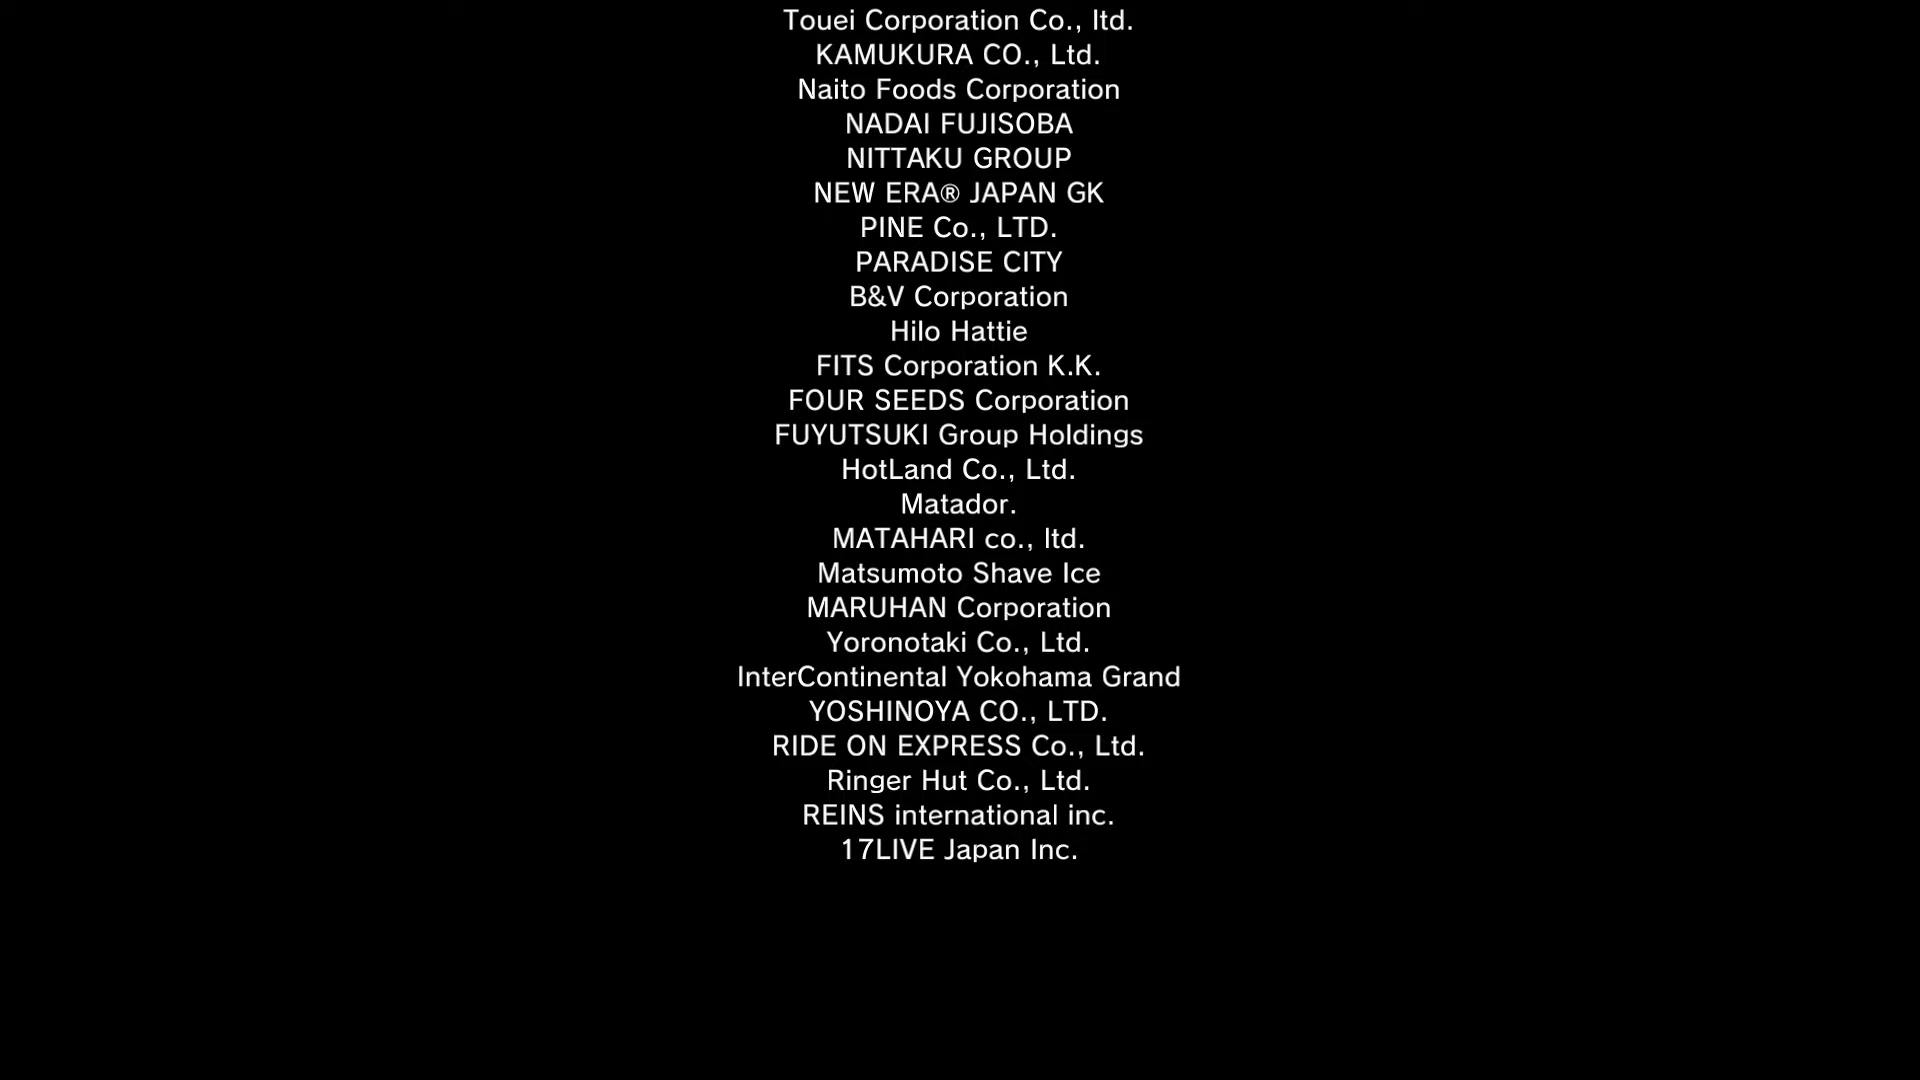 Touei Corporation Co., ltd.
KAMUKURA CO., Ltd.
Naito Foods Corporation
NADAI FUJISOBA
NITTAKU GROUP
NEW ERA® JAPAN GK
PINE Co., LTD.
PARADISE CITY
B&V Corporation
Hilo Hattie
FITS Corporation K.K.
FOUR SEEDS Corporation
FUYUTSUKI Group Holdings
HotLand Co., Ltd.
Matador.
MATAHARI co., ltd.
Matsumoto Shave Ice
MARUHAN Corporation
Yoronotaki Co., Ltd.
InterContinental Yokohama Grand
YOSHINOYA CO., LTD.
RIDE ON EXPRESS Co., Ltd.
Ringer Hut Co., Ltd.
REINS international inc.
17LIVE Japan Inc.